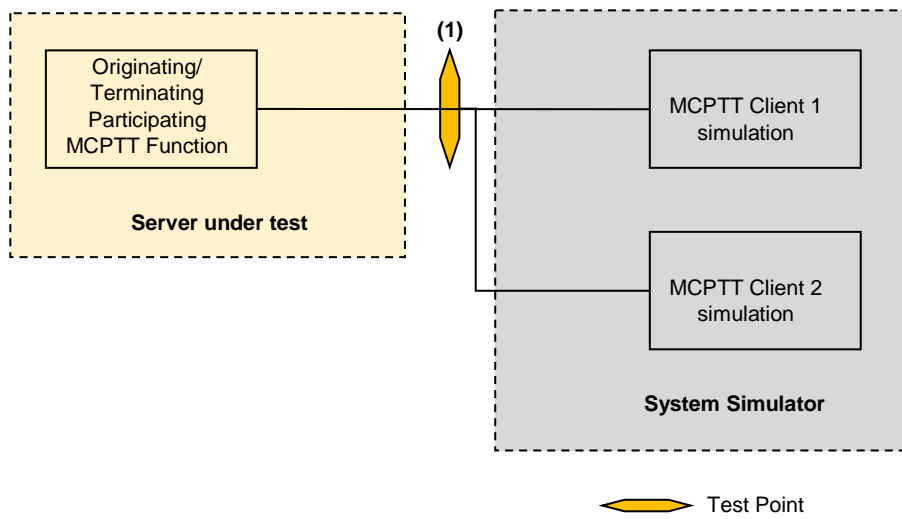 (1)
Originating/
Terminating
Participating
MCPTT Function
Server under test
MCPTT Client 1
simulation
MCPTT Client 2
simulation
System Simulator
Test Point